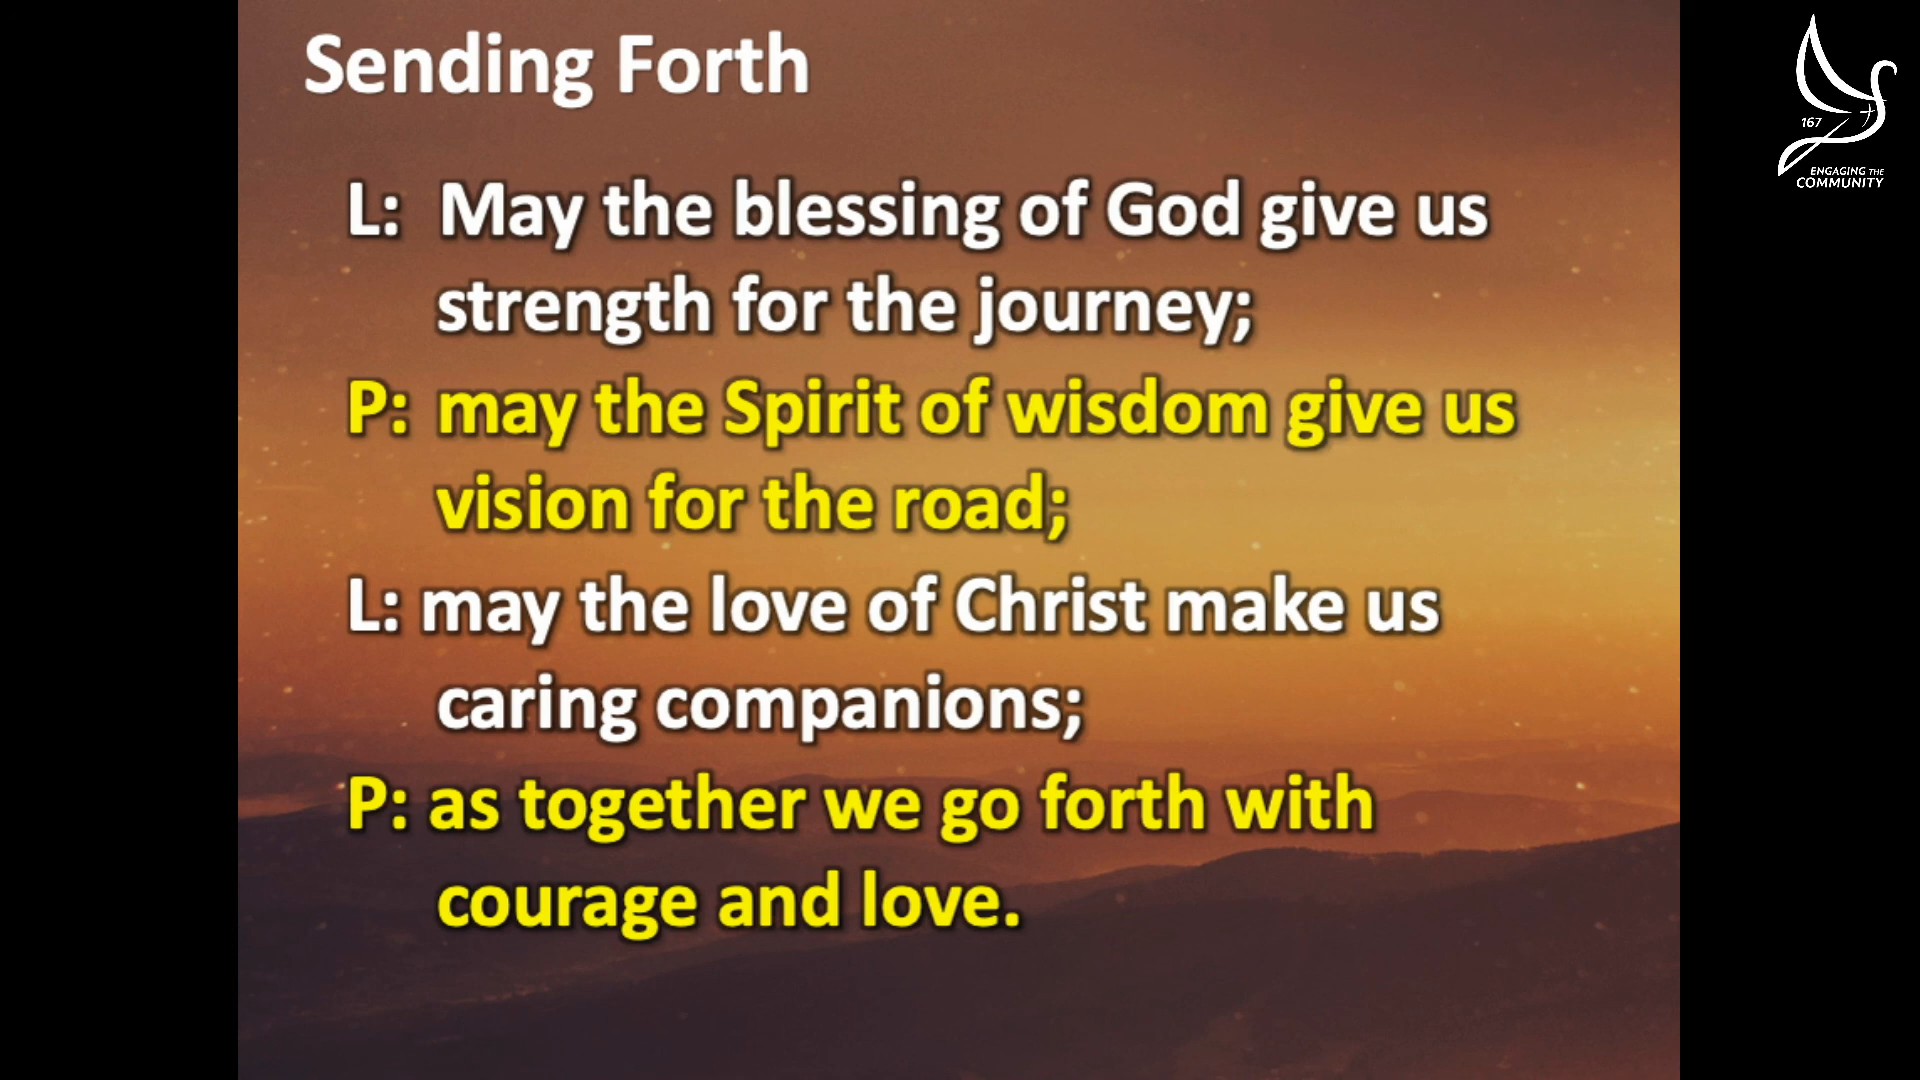 Sending Forth
L: May the blessing of God give us
strength for the journey;
P: may the Spirit of wisdom give us
vision for the road;
L: may the love of Christ make us
caring companions;
P: as together we go forth with
courage and love.
167
ENGAGING THE
COMMUNITY